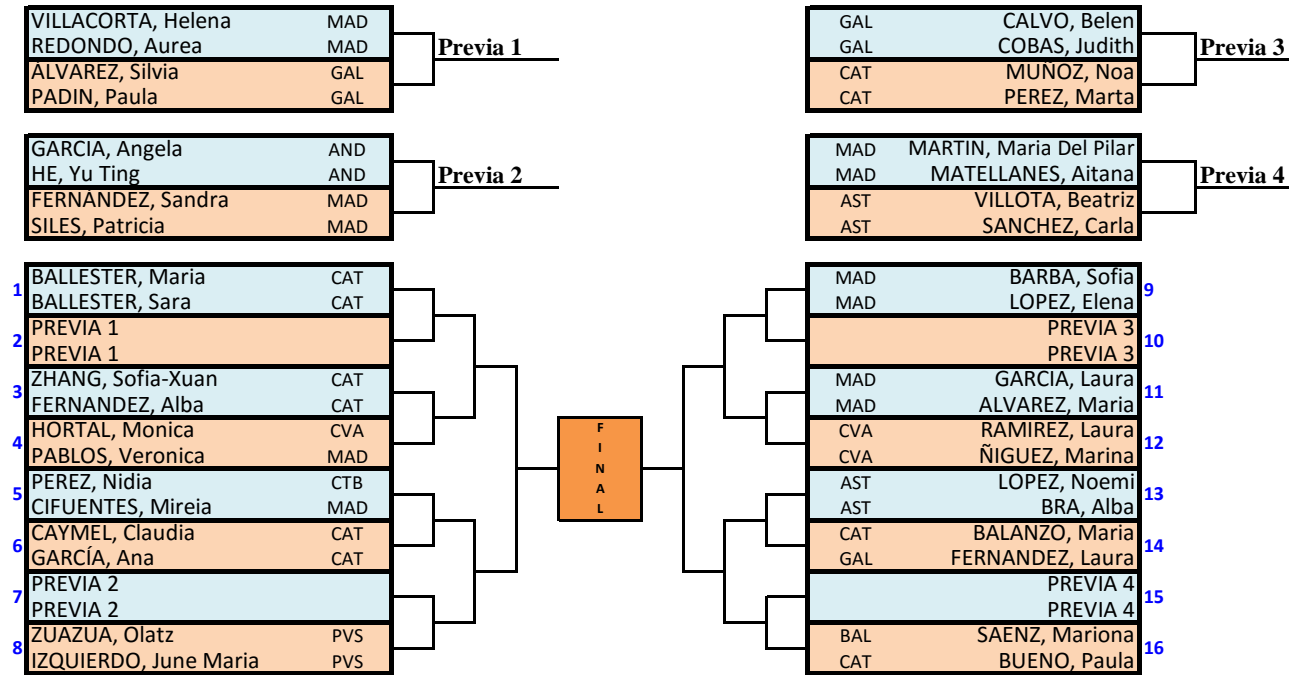 VILLACORTA, Helena MAD
REDONDO, Aurea MAD
Previa 1
ÁLVAREZ, Silvia GAL
PADIN, Paula GAL
GAL CALVO, Belen
GAL COBAS, Judith
Previa 3
CAT MUÑOZ, Noa
CAT PEREZ, Marta
GARCIA, Angela AND
HE, Yu Ting AND
Previa 2
FERNÁNDEZ, Sandra MAD
SILES, Patricia MAD
MAD MARTIN, Maria Del Pilar
MAD MATELLANES, Aitana
Previa 4
AST VILLOTA, Beatriz
AST SANCHEZ, Carla
1
BALLESTER, Maria CAT
BALLESTER, Sara CAT
2
PREVIA 1
PREVIA 1
3
ZHANG, Sofia-Xuan CAT
FERNANDEZ, Alba CAT
4
HORTAL, Monica CVA
PABLOS, Veronica MAD
5
PEREZ, Nidia CTB
CIFUENTES, Mireia MAD
6
CAYMEL, Claudia CAT
GARCÍA, Ana CAT
7
PREVIA 2
PREVIA 2
8
ZUAZUA, Olatz PVS
IZQUIERDO, June Maria PVS
F
I
N
A
L
MAD BARBA, Sofia
MAD LOPEZ, Elena
9
PREVIA 3
PREVIA 3
10
MAD GARCIA, Laura
MAD ALVAREZ, Maria
11
CVA RAMIREZ, Laura
CVA ÑIGUEZ, Marina
12
AST LOPEZ, Noemi
AST BRA, Alba
13
CAT BALANZO, Maria
GAL FERNANDEZ, Laura
14
PREVIA 4
PREVIA 4
15
BAL SAENZ, Mariona
CAT BUENO, Paula
16